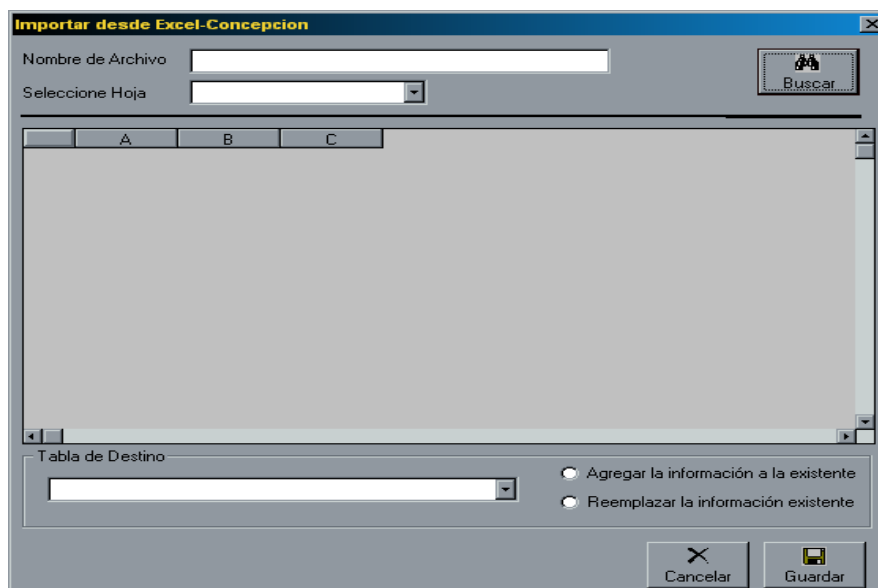 Importar desde Excel-Concepcion
Nombre de Archivo
Buscar
Seleccione Hoja
A B C
Tabla de Destino
Agregar la información a la existente
Reemplazar la información existente
Cancelar Guardar